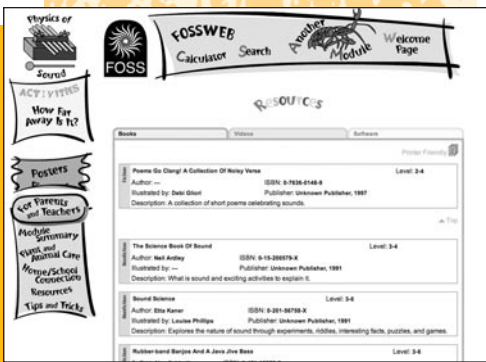 Physics of
Sound
ACTIVITIES
How Far
Away Is It?
Posters
For Parents
and Teachers
Module
Summary
Plant and
Animal Care
Home/School
Connection
Resources
Tips and Tricks
FOSS
FOSSWEB
Calculator
Search
Another
Module
Welcome
Page
RESOURCES
Books
Videos
Software
Printer Friendly
Fiction
Poems Go Clang! A Collection Of Noisy Verse
Level: 2-4
Author: ---
ISBN: 0-7636-0148-9
Illustrated by: Debi Gliori
Publisher: Unknown Publisher, 1997
Description: A collection of short poems celebrating sounds.
Top
Nonfiction
The Science Book Of Sound
Level: 3-4
Author: Neil Ardley
ISBN: 0-15-200579-X
Illustrated by: ---
Publisher: Unknown Publisher, 1991
Description: What is sound and exciting activities to explain it.
Nonfiction
Sound Science
Level: 3-6
Author: Etta Kaner
ISBN: 0-201-56758-X
Illustrated by: Louise Phillips
Publisher: Unknown Publisher, 1991
Description: Explores the nature of sound through experiments, riddles, interesting facts, puzzles, and games.
Rubber-band Banjos And A Java Jive Bass
Level: 3-6